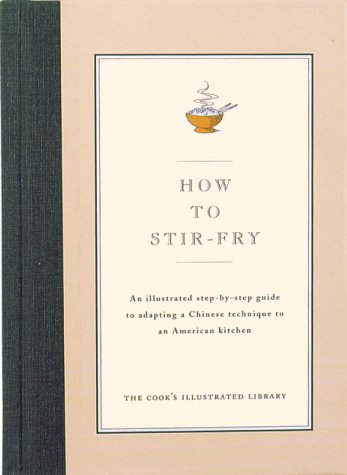 HOW
TO
STIR-FRY
An illustrated step-by-step guide
to adapting a Chinese technique to
an American kitchen
THE COOK'S ILLUSTRATED LIBRARY